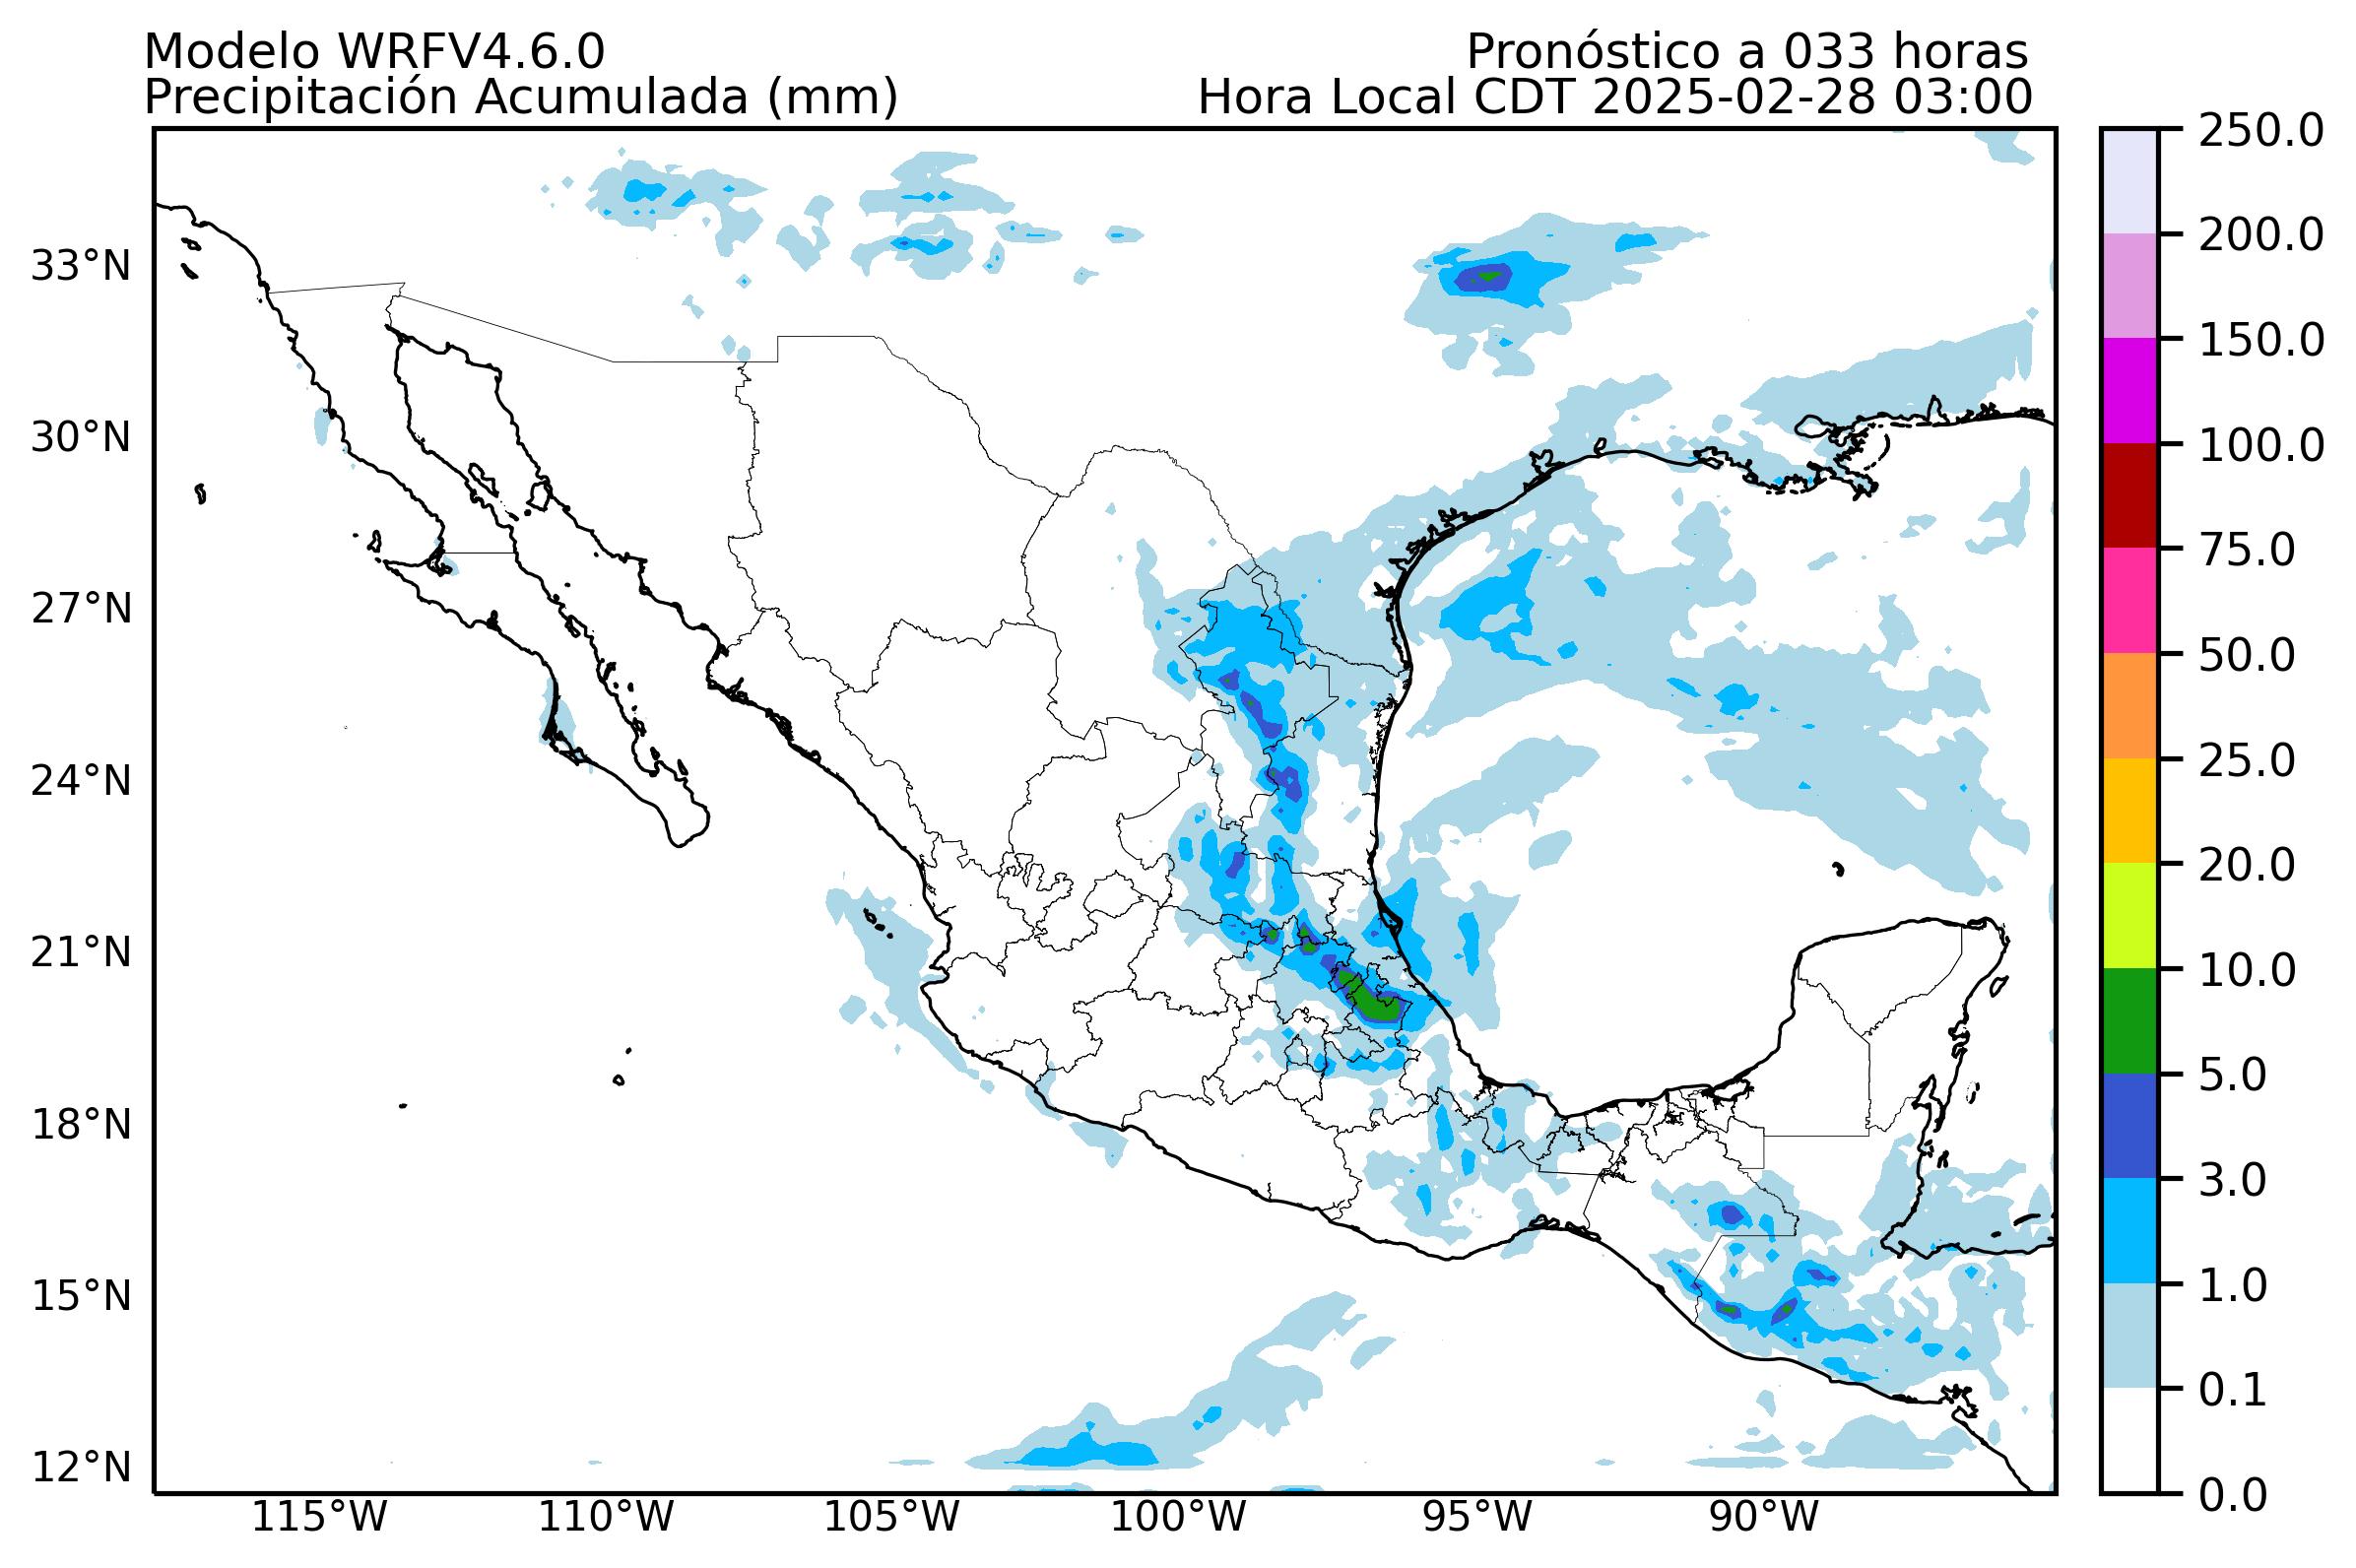 Modelo WRFV4.6.0
Pronóstico a 033 horas
Precipitación Acumulada (mm)
Hora Local CDT 2025-02-28 03:00
33°N
30°N
27°N
24°N
21°N
18°N
15°N
12°N
115°W
110°W
105°W
100°W
95°W
90°W
250.0
200.0
150.0
100.0
75.0
50.0
25.0
20.0
10.0
5.0
3.0
1.0
0.1
0.0